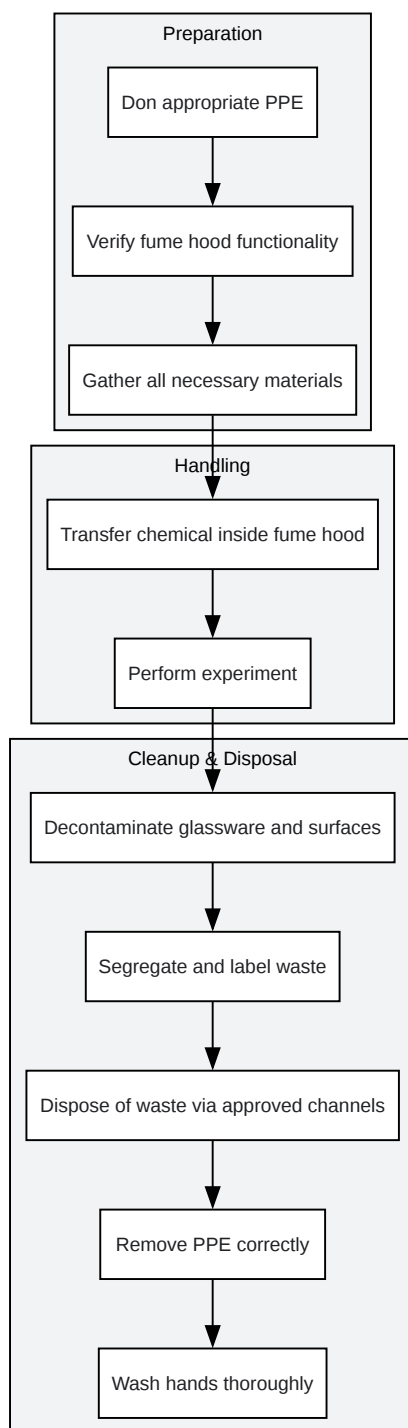 Preparation
Don appropriate PPE
Verify fume hood functionality
Gather all necessary materials
Handling
Transfer chemical inside fume hood
Perform experiment
Cleanup & Disposal
Decontaminate glassware and surfaces
Segregate and label waste
Dispose of waste via approved channels
Remove PPE correctly
Wash hands thoroughly